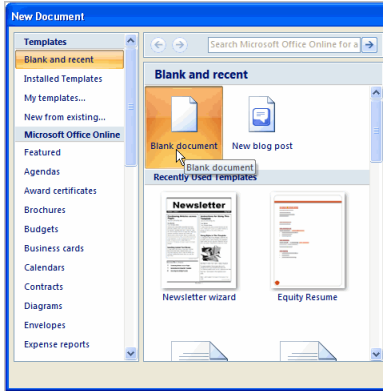 New Document
Templates
Blank and recent
Installed Templates
My templates...
New from existing...
Microsoft Office Online
Featured
Agendas
Award certificates
Brochures
Budgets
Business cards
Calendars
Contracts
Diagrams
Envelopes
Expense reports
Search Microsoft Office Online for a
Blank and recent
Blank document
New blog post
Blank document
Recently Used Templates
Newsletter
Newsletter wizard
Equity Resume